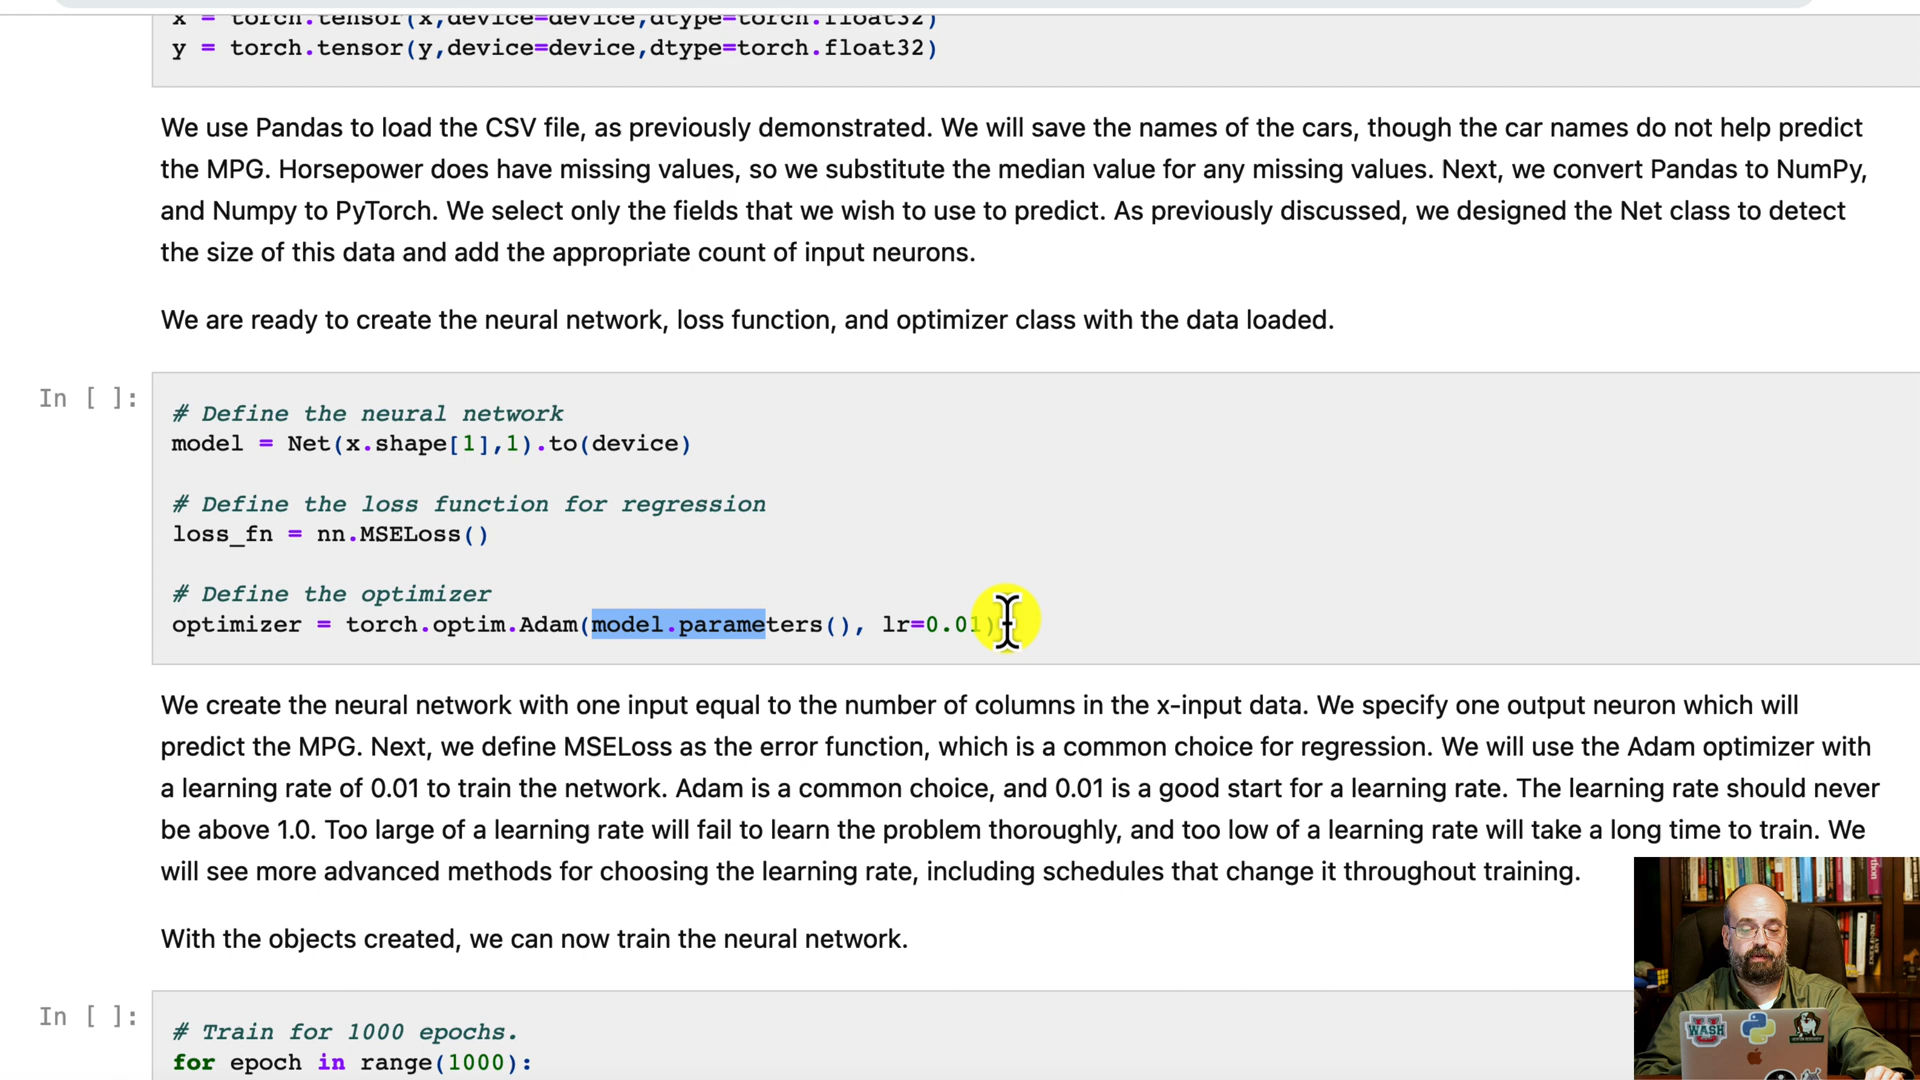 x = torch.tensor(x,device=device,dtype=torch.float32)
y = torch.tensor(y,device=device,dtype=torch.float32)
We use Pandas to load the CSV file, as previously demonstrated. We will save the names of the cars, though the car names do not help predict
the MPG. Horsepower does have missing values, so we substitute the median value for any missing values. Next, we convert Pandas to NumPy,
and Numpy to PyTorch. We select only the fields that we wish to use to predict. As previously discussed, we designed the Net class to detect
the size of this data and add the appropriate count of input neurons.
We are ready to create the neural network, loss function, and optimizer class with the data loaded.
In [ ]:
# Define the neural network
model = Net(x.shape[1],1).to(device)
# Define the loss function for regression
loss_fn = nn.MSELoss()
# Define the optimizer
optimizer = torch.optim.Adam(model.parameters(), lr=0.01)
We create the neural network with one input equal to the number of columns in the x-input data. We specify one output neuron which will
predict the MPG. Next, we define MSELoss as the error function, which is a common choice for regression. We will use the Adam optimizer with
a learning rate of 0.01 to train the network. Adam is a common choice, and 0.01 is a good start for a learning rate. The learning rate should never
be above 1.0. Too large of a learning rate will fail to learn the problem thoroughly, and too low of a learning rate will take a long time to train. We
will see more advanced methods for choosing the learning rate, including schedules that change it throughout training.
With the objects created, we can now train the neural network.
In [ ]:
# Train for 1000 epochs.
for epoch in range(1000):
WASH